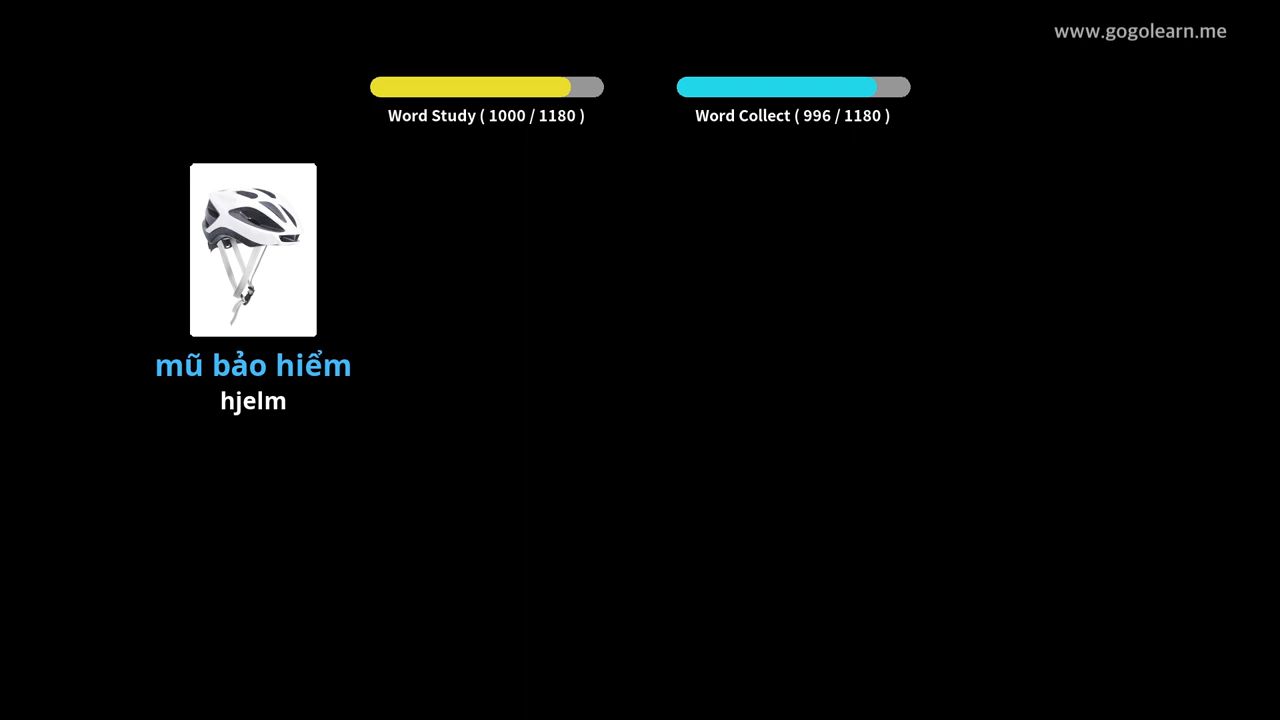 www.gogolearn.me
Word Study ( 1000 / 1180 )
Word Collect ( 996 / 1180 )
mũ bảo hiểm
hjelm